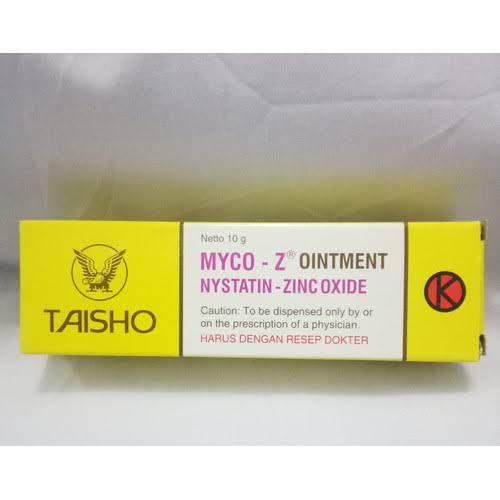 Netto 10 g
MYCO - Z® OINTMENT
NYSTATIN - ZINC OXIDE
Caution: To be dispensed only by or
on the prescription of a physician.
HARUS DENGAN RESEP DOKTER
TAISHO
K